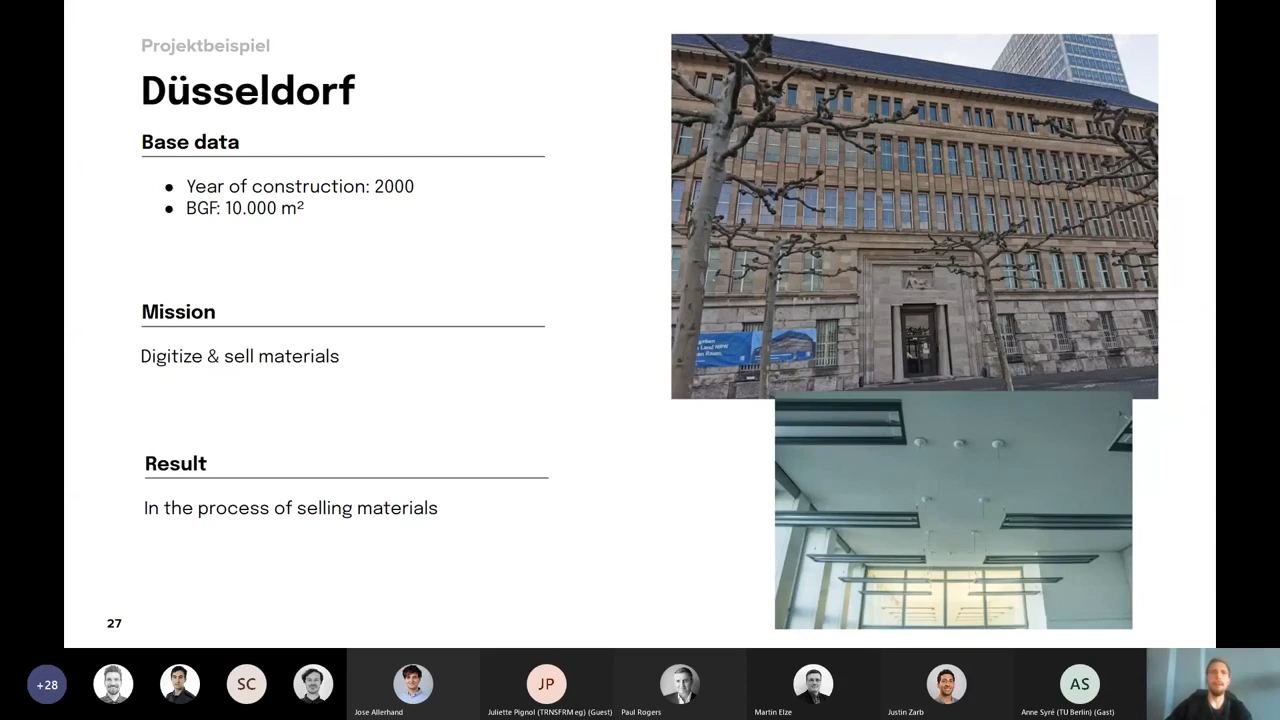 Projektbeispiel
Düsseldorf
Base data
● Year of construction: 2000
● BGF: 10.000 m²
Mission
Digitize & sell materials
Result
In the process of selling materials
27
+28
SC
JP
AS
Jose Allerhand
Juliette Pignol (TRNSFRM eg) (Guest)
Paul Rogers
Martin Elze
Justin Zarb
Anne Syré (TU Berlin) (Gast)